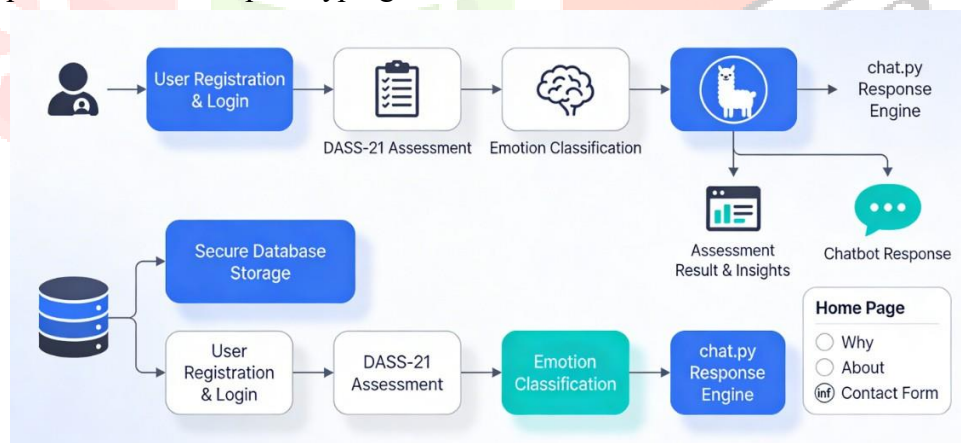 User Registration
& Login
DASS-21 Assessment
Emotion Classification
chat.py
Response
Engine
Assessment
Result & Insights
Chatbot Response
Secure Database
Storage
User
Registration
& Login
DASS-21
Assessment
Emotion
Classification
chat.py
Response
Engine
Home Page
Why
About
inf Contact Form